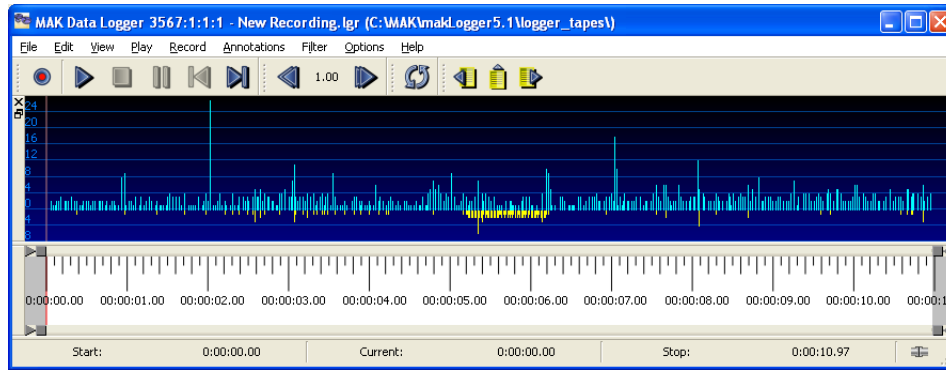 MAK Data Logger 3567:1:1:1 - New Recording.lgr (C:\MAK\makLogger5.1\logger_tapes\)
File Edit View Play Record Annotations Filter Options Help
1.00
24
20
16
12
8
4
0
4
8
0:00:00.00 00:00:01.00 00:00:02.00 00:00:03.00 00:00:04.00 00:00:05.00 00:00:06.00 00:00:07.00 00:00:08.00 00:00:09.00 00:00:10.00 00:00:1
Start: 0:00:00.00 Current: 0:00:00.00 Stop: 0:00:10.97